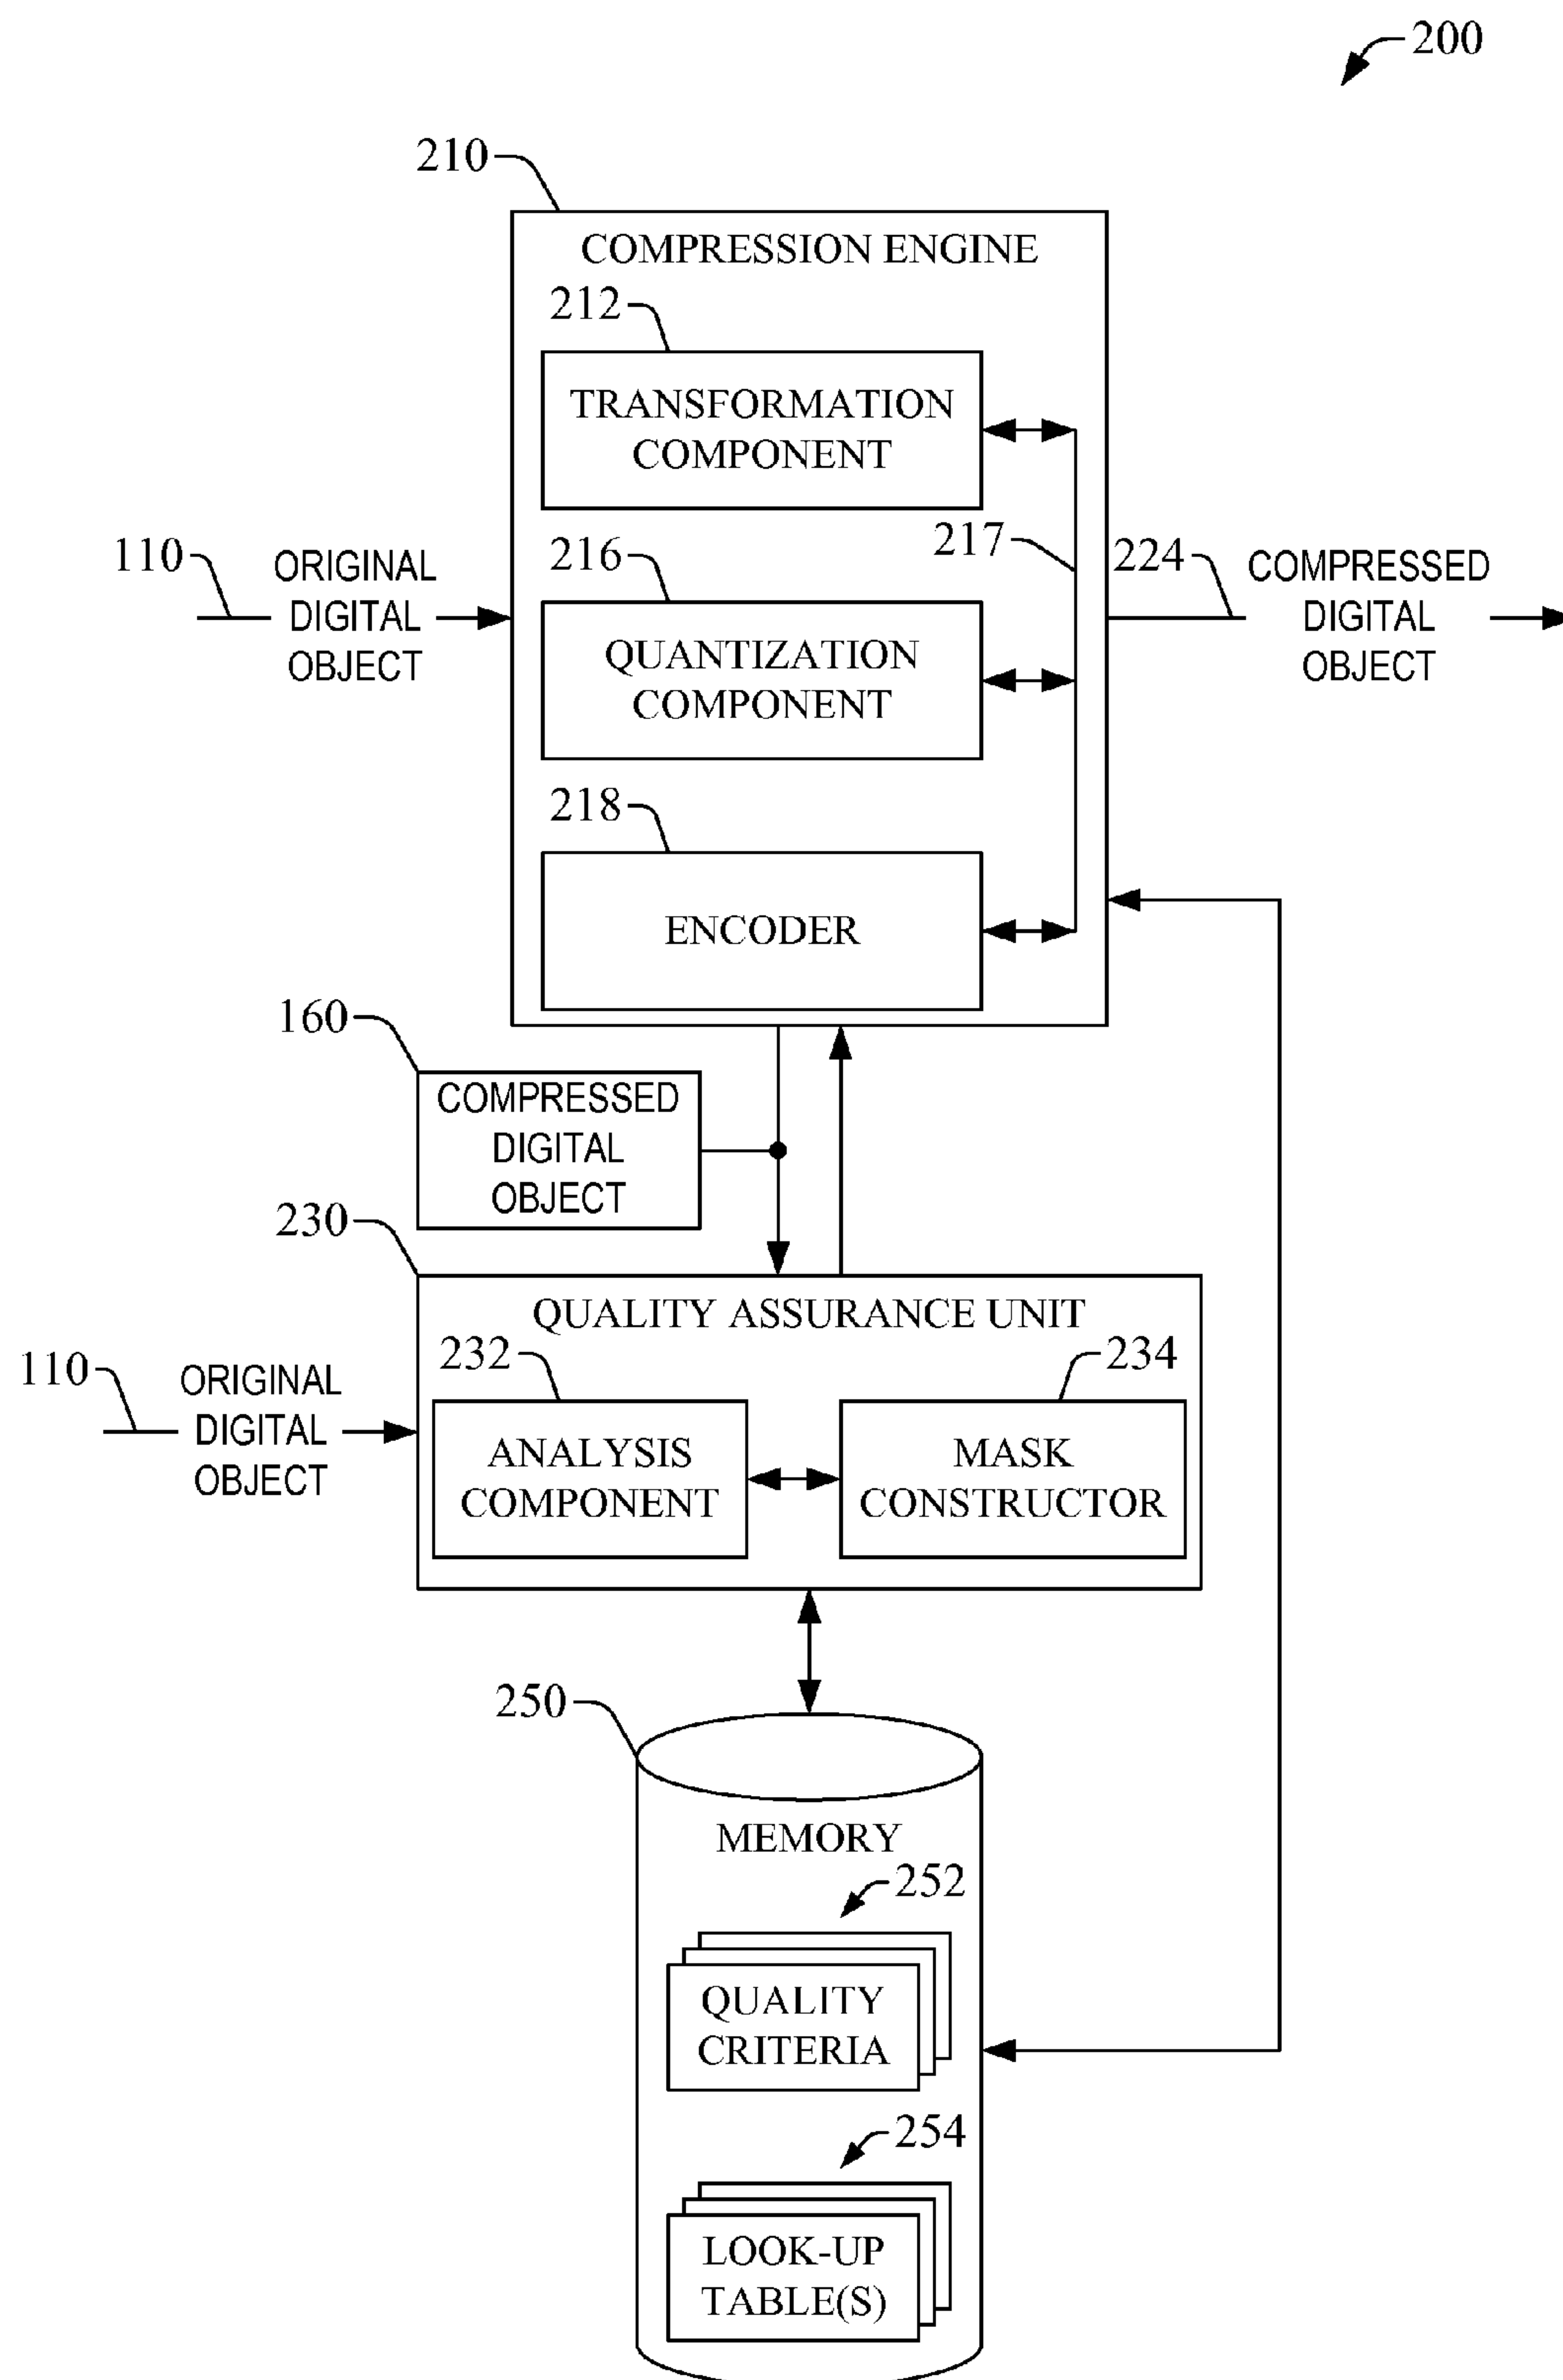 200
210
COMPRESSION ENGINE
212
TRANSFORMATION
COMPONENT
110
ORIGINAL
DIGITAL
OBJECT
216
217
224
COMPRESSED
DIGITAL
OBJECT
QUANTIZATION
COMPONENT
218
ENCODER
160
COMPRESSED
DIGITAL
OBJECT
230
QUALITY ASSURANCE UNIT
110
ORIGINAL
DIGITAL
OBJECT
232
234
ANALYSIS
COMPONENT
MASK
CONSTRUCTOR
250
MEMORY
252
QUALITY
CRITERIA
254
LOOK-UP
TABLE(S)